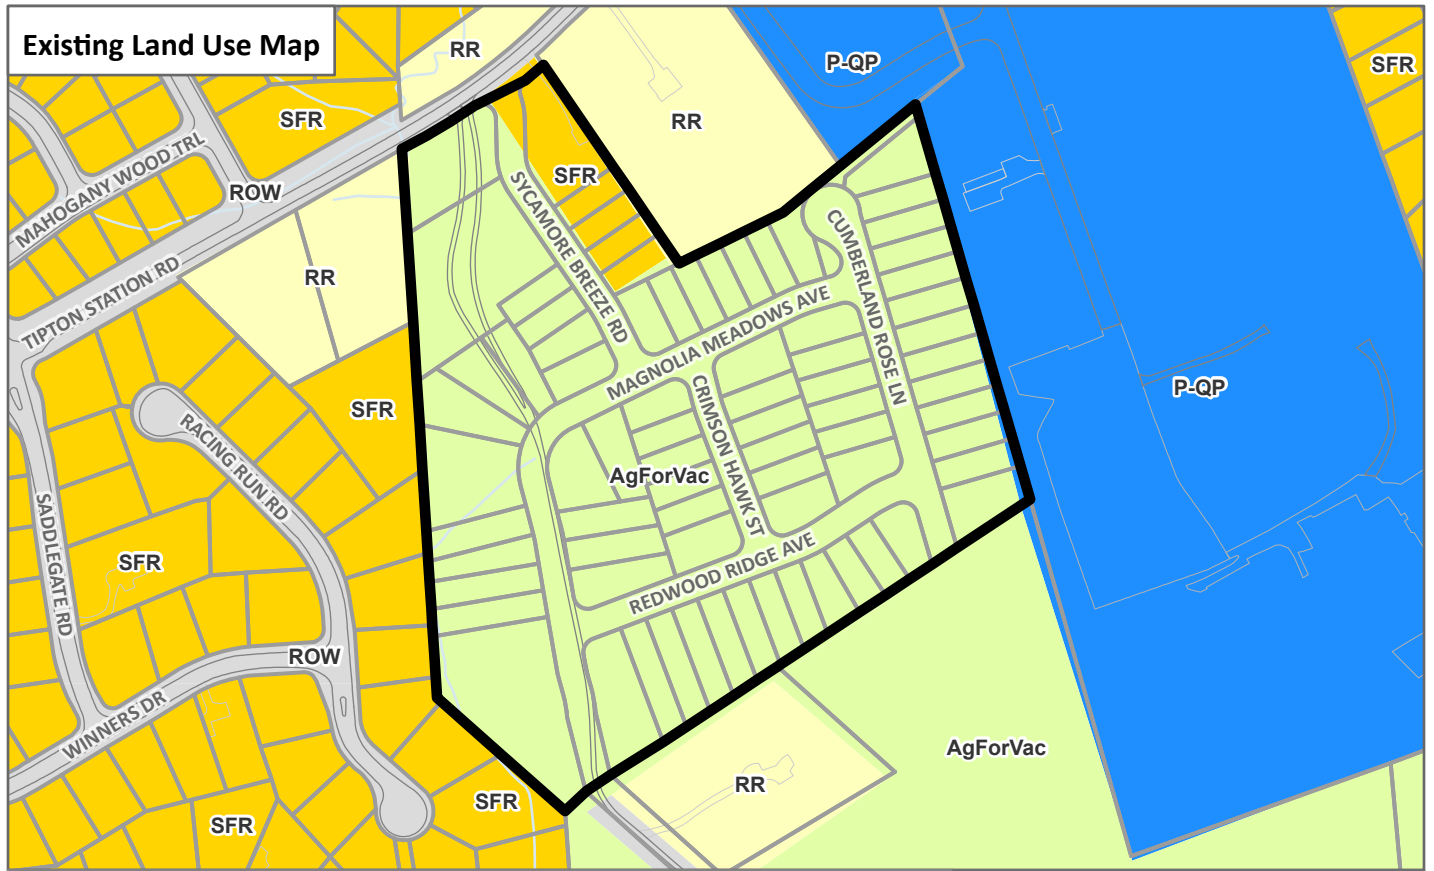 Existing Land Use Map
RR
P-QP
SFR
SFR
RR
MAHOGANY WOOD TRL
ROW
SFR
SYCAMORE BREEZE RD
CUMBERLAND ROSE LN
RR
TIPTON STATION RD
MAGNOLIA MEADOWS AVE
P-QP
SFR
CRIMSON HAWK ST
RACING RUN RD
AgForVac
SADDLEGATE RD
SFR
REDWOOD RIDGE AVE
ROW
WINNERS DR
AgForVac
RR
SFR
SFR